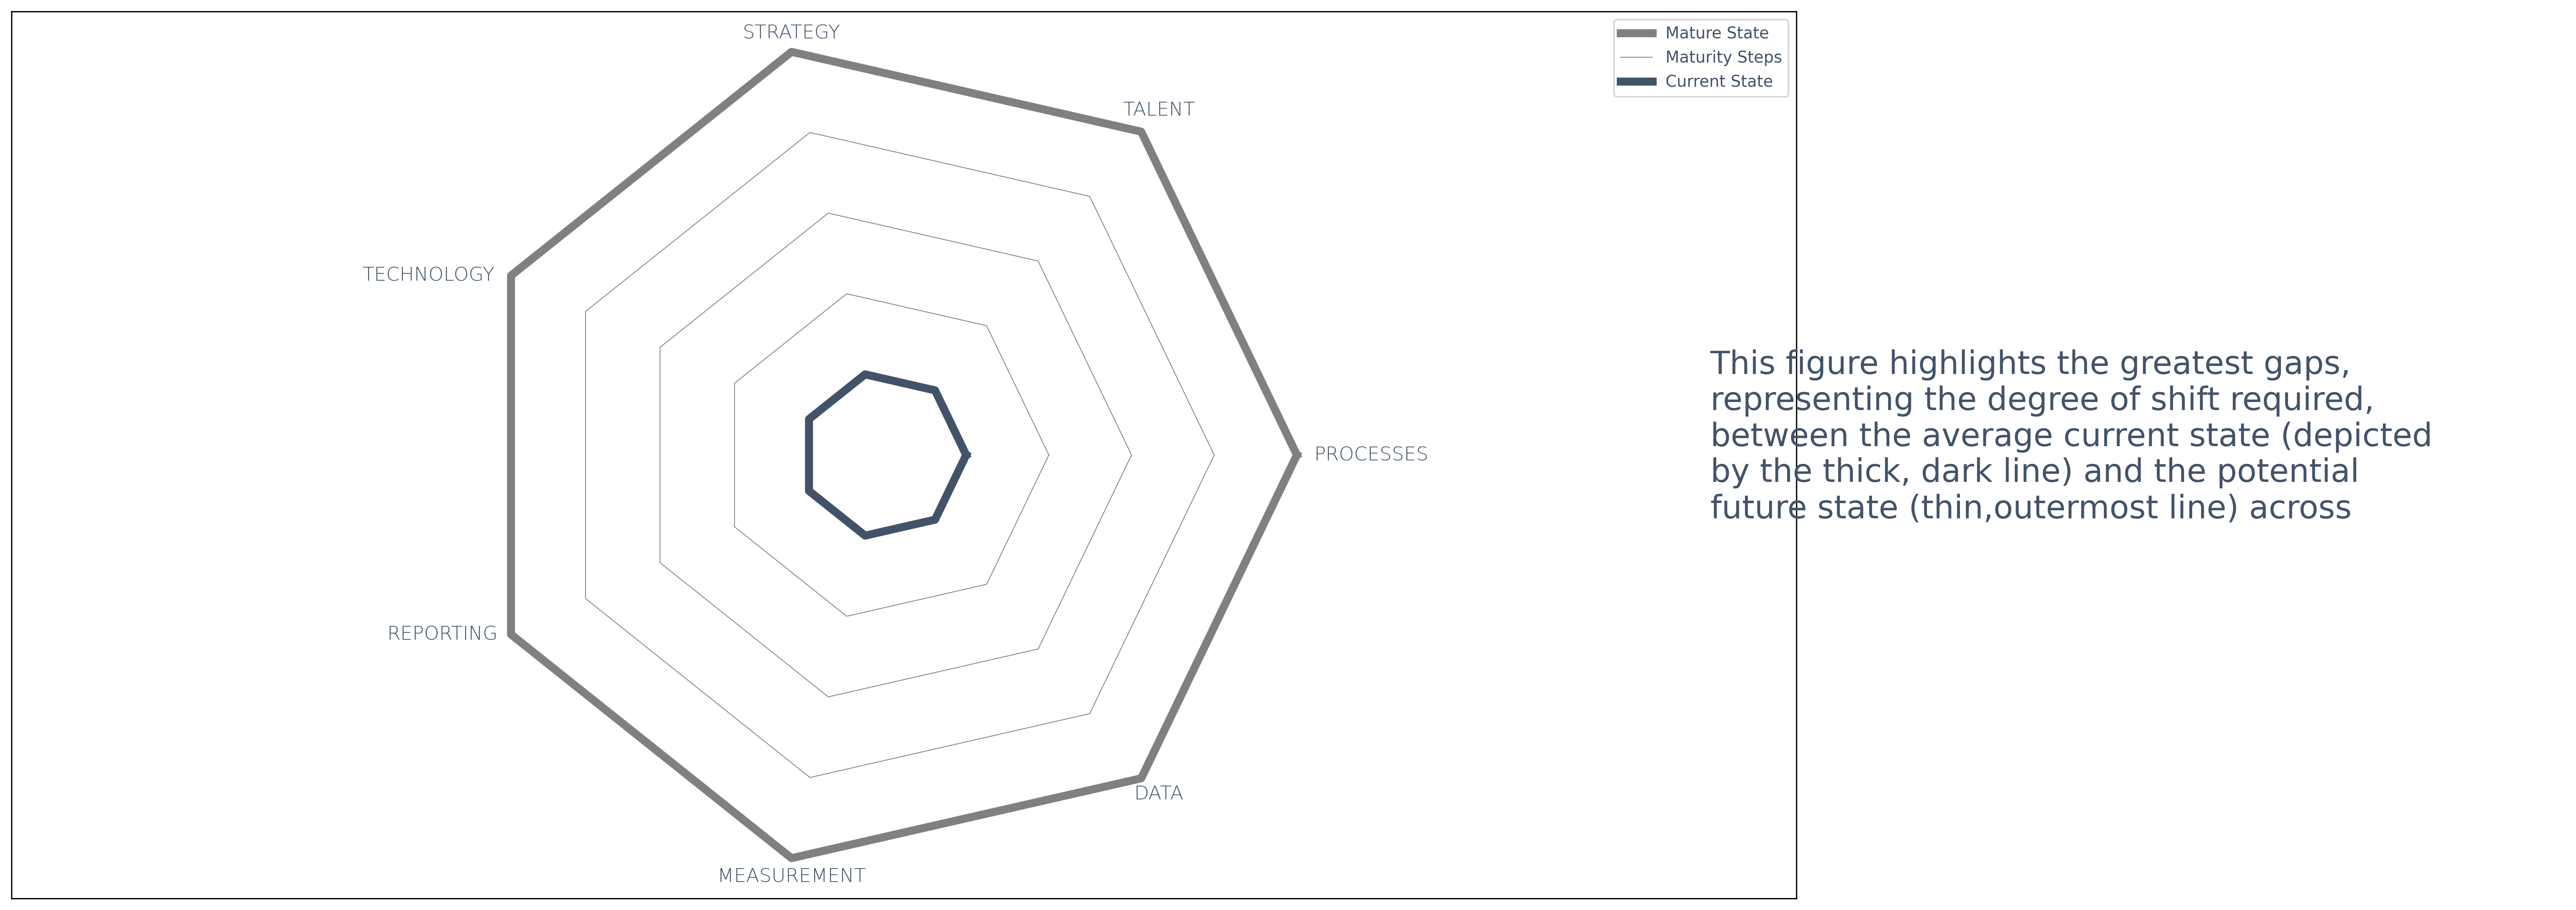 STRATEGY
Mature State
Maturity Steps
Current State
TALENT
TECHNOLOGY
PROCESSES
This figure highlights the greatest gaps,
representing the degree of shift required,
between the average current state (depicted
by the thick, dark line) and the potential
future state (thin,outermost line) across
REPORTING
DATA
MEASUREMENT